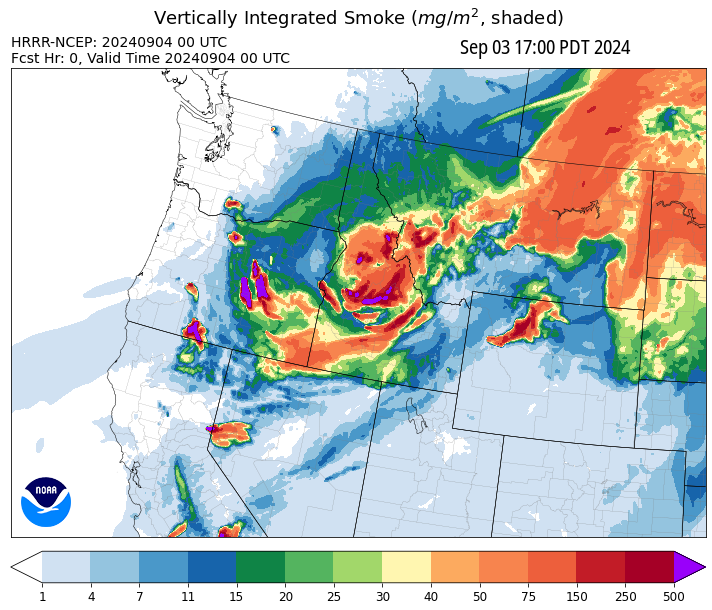 Vertically Integrated Smoke (mg/m², shaded)
HRRR-NCEP: 20240904 00 UTC
Sep 03 17:00 PDT 2024
Fcst Hr: 0, Valid Time 20240904 00 UTC
NOAA
1 4 7 11 15 20 25 30 40 50 75 150 250 500